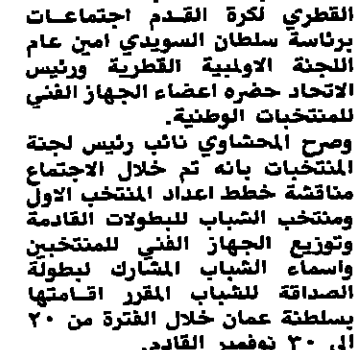 القطري لكرة القدم اجتماعات
برئاسة سلطان السويدي امين عام
اللجنة الاولمبية القطرية ورئيس
الاتحاد حضره اعضاء الجهاز الفني
للمنتخبات الوطنية.
وصرح المحشاوي نائب رئيس لجنة
المنتخبات بانه تم خلال الاجتماع
مناقشة خطط اعداد المنتخب الاول
ومنتخب الشباب للبطولات القادمة
وتوزيع الجهاز الفني للمنتخبين
واسماء الشباب المشارك لبطولة
الصداقة للشباب المقرر اقامتها
بسلطنة عمان خلال الفترة من ٢٠
الى ٣٠ نوفمبر القادم.